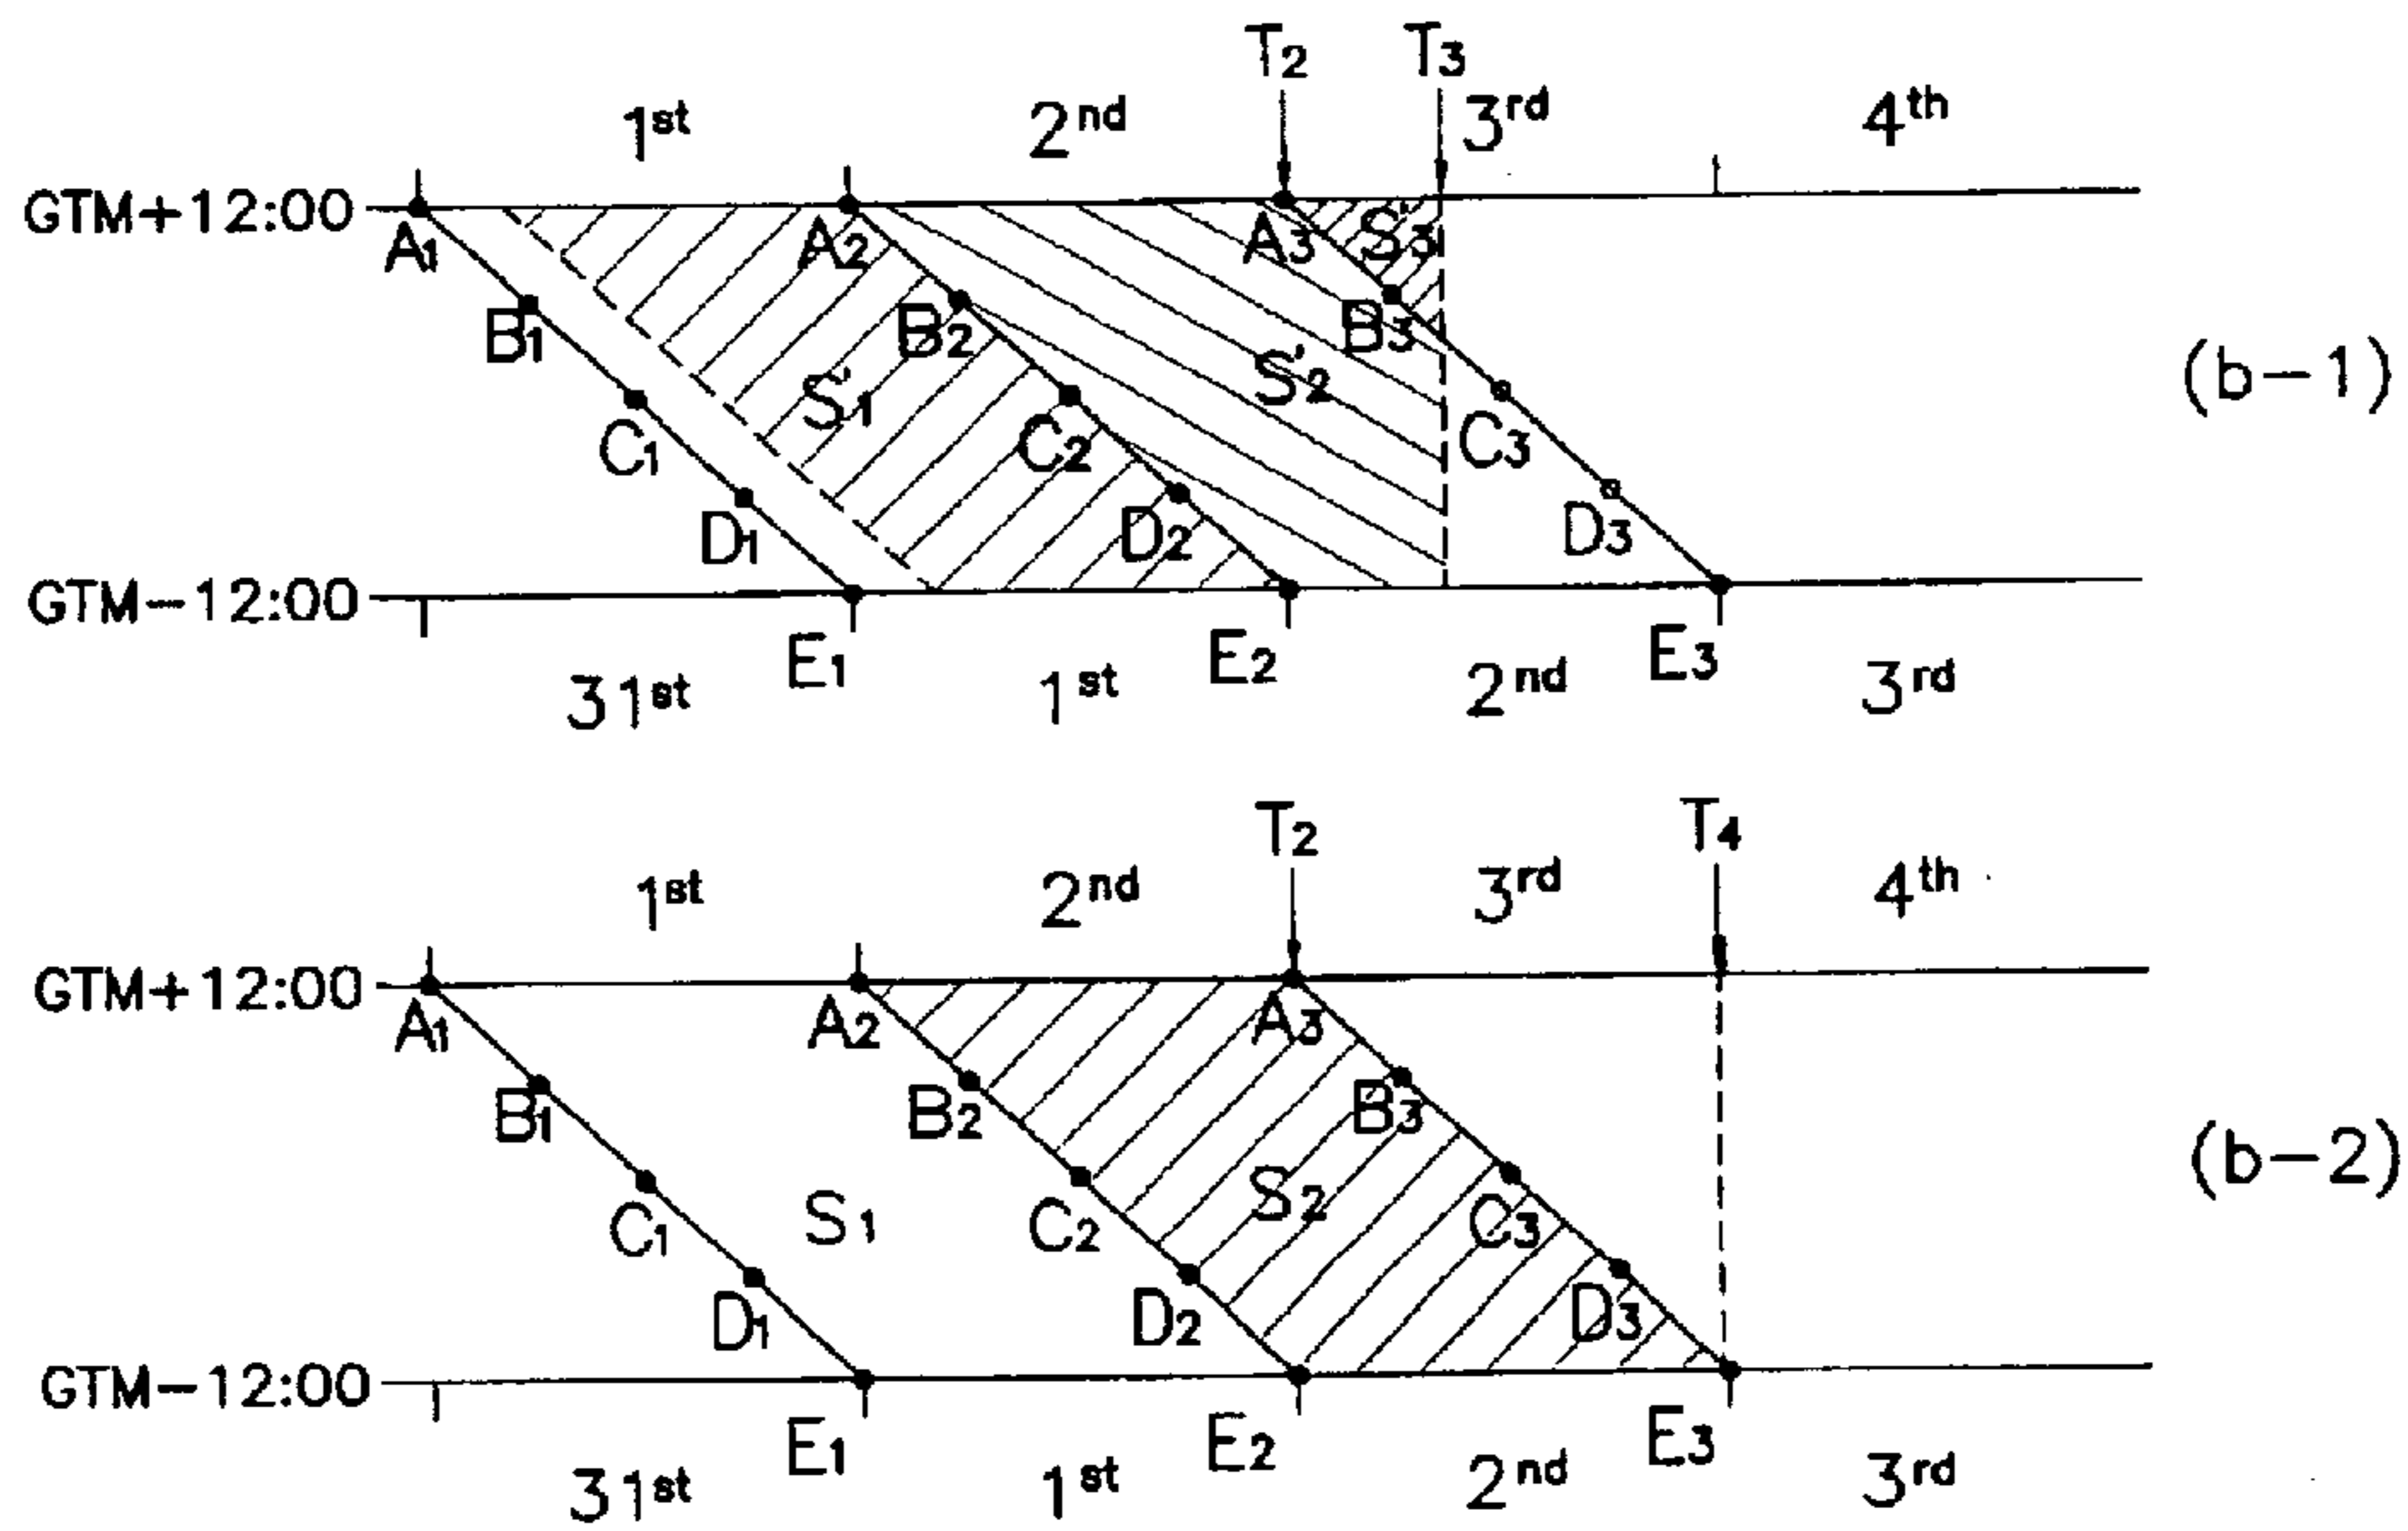 T2 T3
1st 2nd 3rd 4th
GTM+12:00
A1 A2 A3 S'3
B1 B2 B3
S'1 S'2 (b-1)
C1 C2 C3
D1 D2 D3
GTM-12:00
E1 E2 E3
31st 1st 2nd 3rd
T2 T4
1st 2nd 3rd 4th
GTM+12:00
A1 A2 A3
B1 B2 B3
(b-2)
C1 S1 C2 S2 C3
D1 D2 D3
GTM-12:00
E1 E2 E3
31st 1st 2nd 3rd